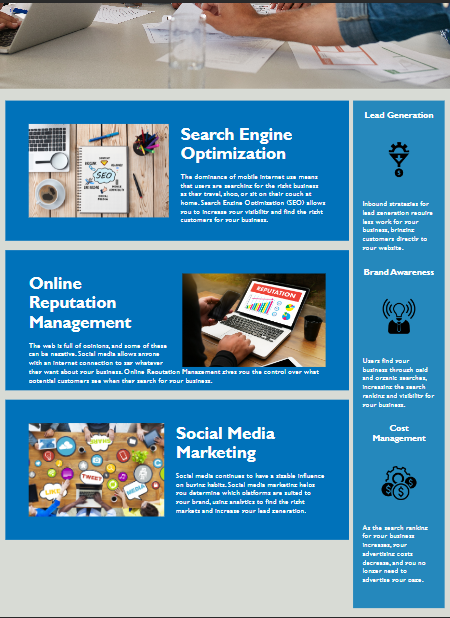 Search Engine
Optimization
The dominance of mobile internet use means
that users are searching for the right business
as they travel, shop, or sit on their couch at
home. Search Engine Optimization (SEO) allows
you to increase your visibility and find the right
customers for your business.
SEO
Online
Reputation
Management
The web is full of opinions, and some of these
can be negative. Social media allows anyone
with an internet connection to say whatever
they want about your business. Online Reputation Management gives you the control over what
potential customers see when they search for your business.
REPUTATION
Social Media
Marketing
Social media continues to have a sizable influence
on buying habits. Social media marketing helps
you determine which platforms are suited to
your brand, using analytics to find the right
markets and increase your lead generation.
TWEET
LIKE
Lead Generation
Inbound strategies for
lead generation require
less work for your
business, bringing
customers directly to
your website.
Brand Awareness
Users find your
business through paid
and organic searches,
increasing the search
ranking and visibility for
your business.
Cost
Management
As the search ranking
for your business
increases, your
advertising costs
decrease, and you no
longer need to
advertise your page.